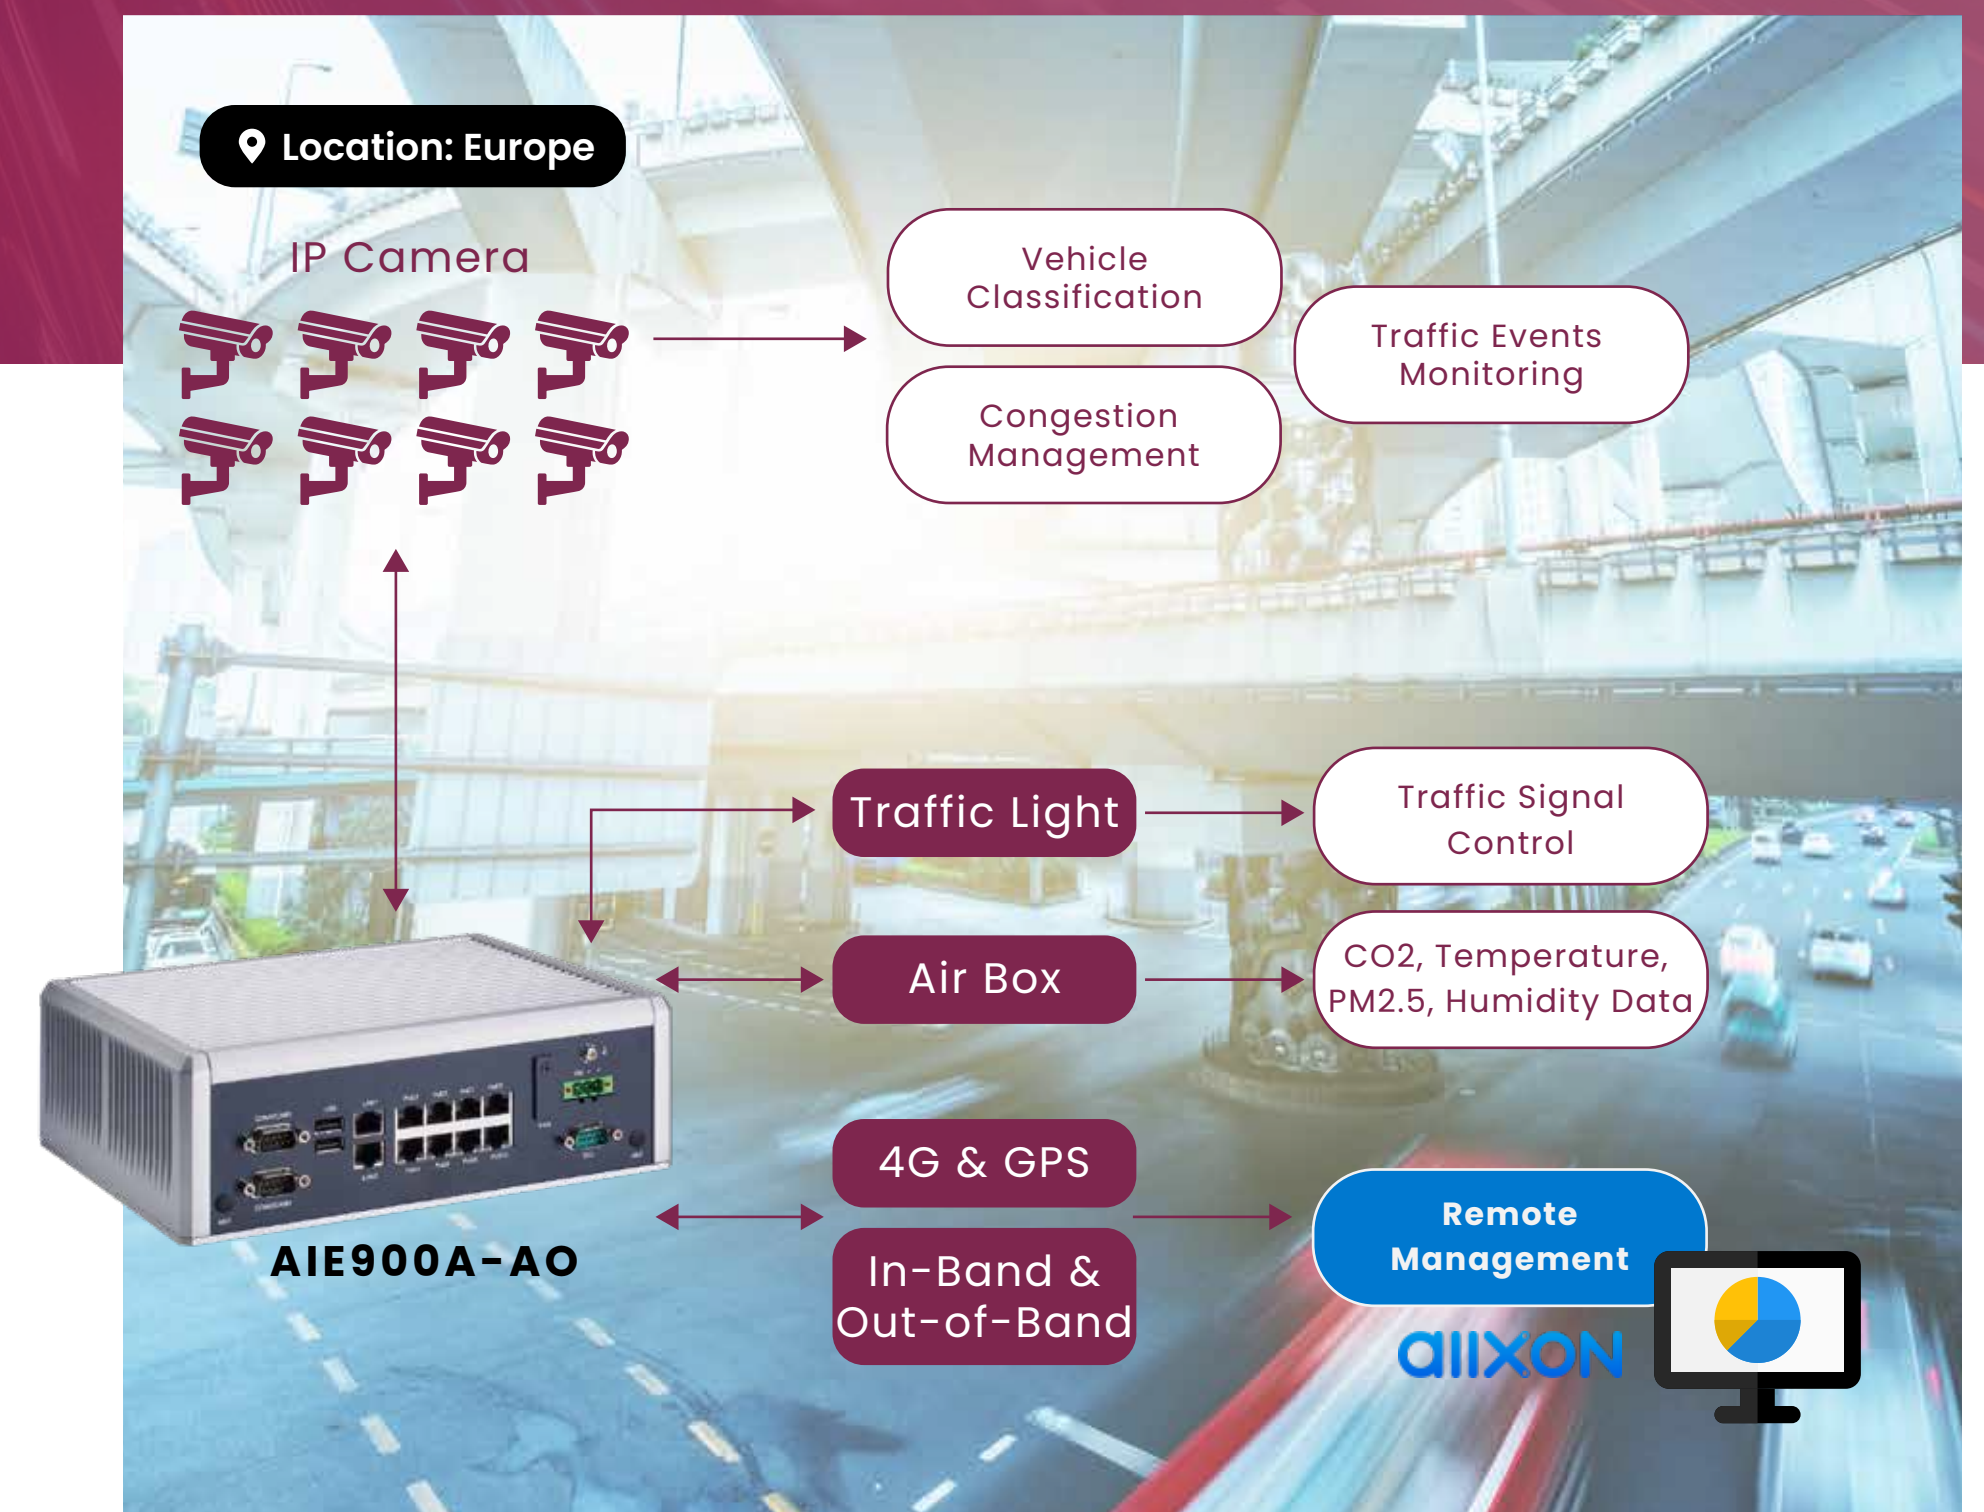 Location: Europe
IP Camera
Vehicle
Classification
Traffic Events
Monitoring
Congestion
Management
Traffic Light
Traffic Signal
Control
Air Box
CO2, Temperature,
PM2.5, Humidity Data
4G & GPS
In-Band &
Out-of-Band
Remote
Management
AIE900A-AO
allxon